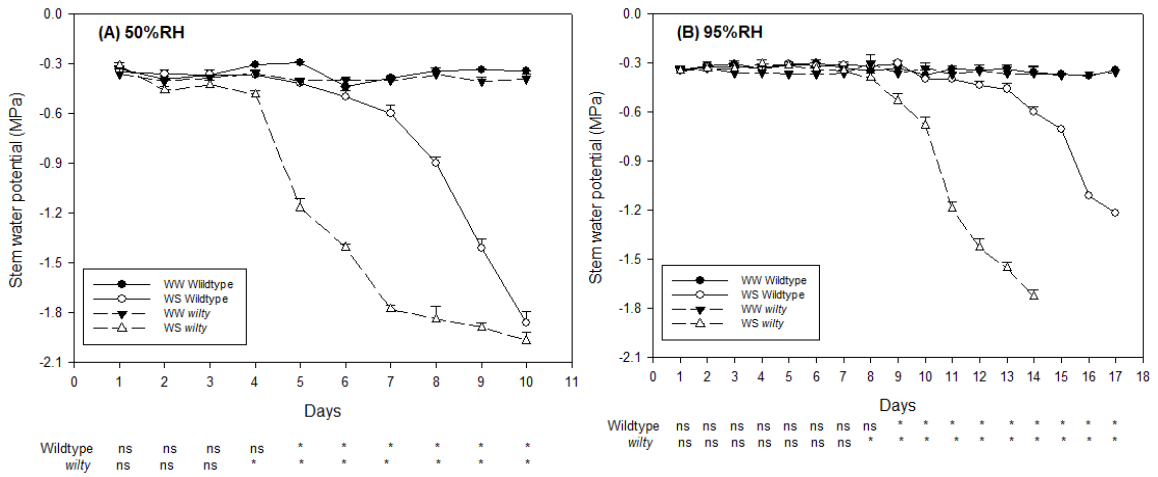 (A) 50%RH
Stem water potential (MPa)
0.0
-0.3
-0.6
-0.9
-1.2
-1.5
-1.8
-2.1
WW Wlildtype
WS Wildtype
WW wilty
WS wilty
0 1 2 3 4 5 6 7 8 9 10 11
Days
Wildtype ns ns ns ns * * * * * *
wilty ns ns ns * * * * * * *
(B) 95%RH
Stem water potential (MPa)
0.0
-0.3
-0.6
-0.9
-1.2
-1.5
-1.8
-2.1
WW Wildtype
WS Wildtype
WW wilty
WS wilty
0 1 2 3 4 5 6 7 8 9 10 11 12 13 14 15 16 17 18
Days
Wildtype ns ns ns ns ns ns ns ns * * * * * * * * *
wilty ns ns ns ns ns ns ns * * * * * * * * * *